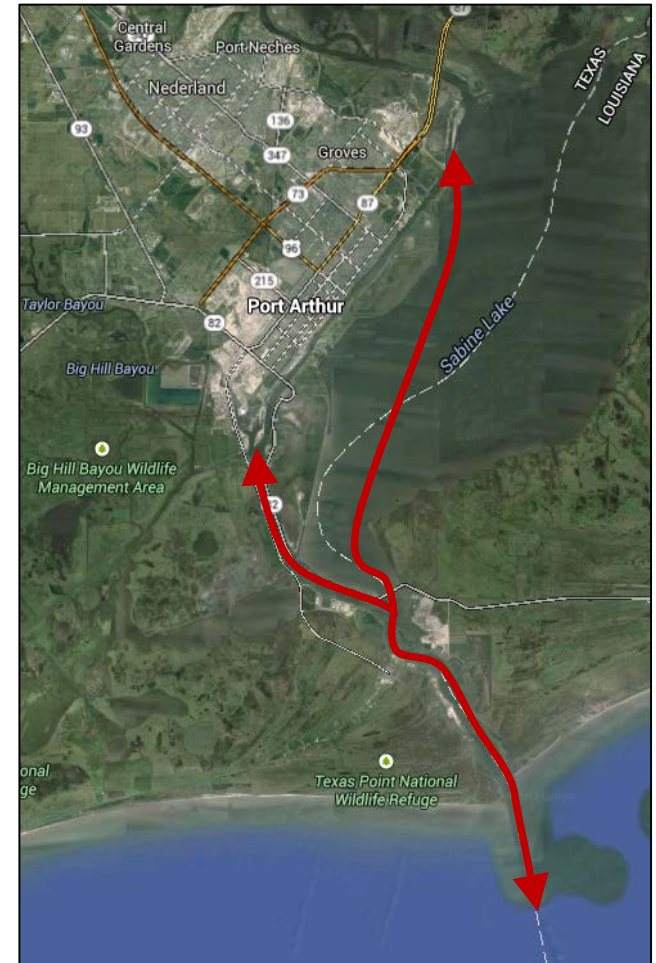 87
Central
Gardens
Port Neches
TEXAS
LOUISIANA
Nederland
136
93
347
Groves
73
87
96
215
Port Arthur
Taylor Bayou
82
Sabine Lake
Big Hill Bayou
Big Hill Bayou Wildlife
Management Area
Texas Point National
Wildlife Refuge
onal
ge